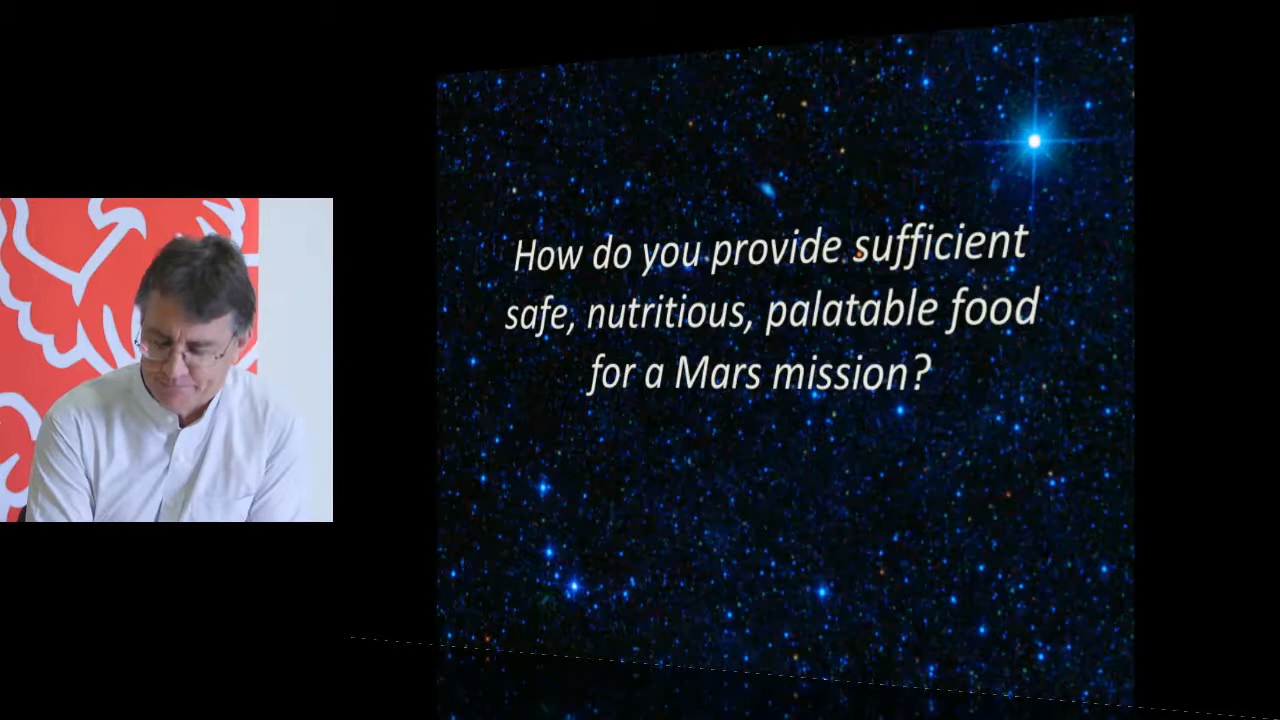 How do you provide sufficient
safe, nutritious, palatable food
for a Mars mission?